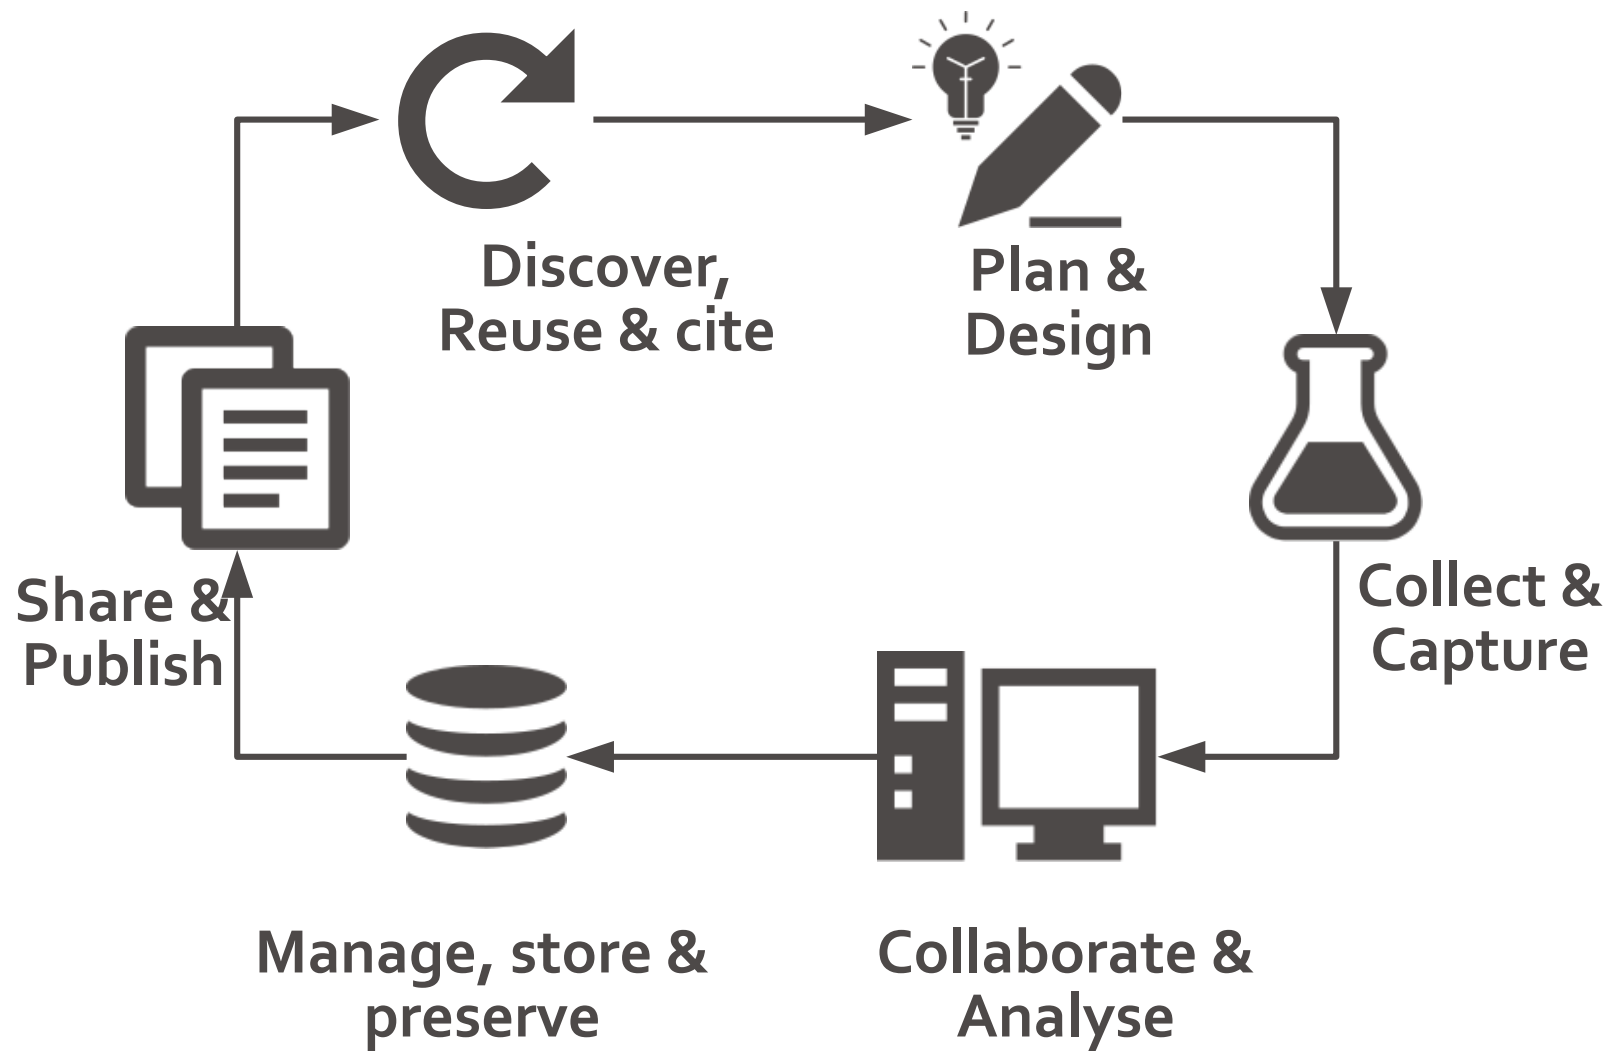 Discover,
Reuse & cite
Plan &
Design
Share &
Publish
Collect &
Capture
Manage, store &
preserve
Collaborate &
Analyse